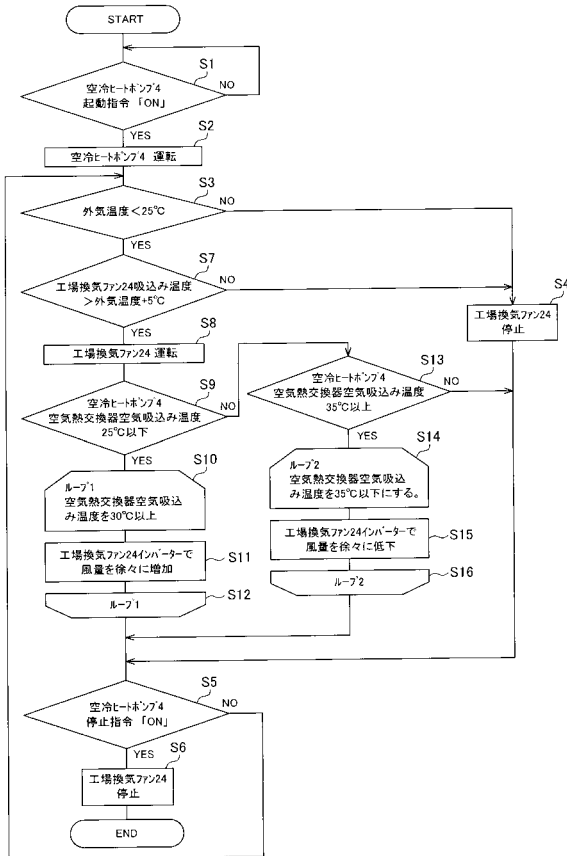 START
S1
空冷ヒートポンプ4
起動指令 「ON」
NO
YES
S2
空冷ヒートポンプ4 運転
S3
外気温度＜25℃
NO
YES
S7
工場換気ファン24吸込み温度
＞外気温度+5℃
NO
YES
S4
工場換気ファン24
停止
S8
工場換気ファン24 運転
S9
空冷ヒートポンプ4
空気熱交換器空気吸込み温度
25℃以下
NO
YES
S13
空冷ヒートポンプ4
空気熱交換器空気吸込み温度
35℃以上
NO
YES
S10
ループ1
空気熱交換器空気吸込
み温度を30℃以上
S14
ループ2
空気熱交換器空気吸込
み温度を35℃以下にする。
S11
工場換気ファン24インバーターで
風量を徐々に増加
S15
工場換気ファン24インバーターで
風量を徐々に低下
S12
ループ1
S16
ループ2
S5
空冷ヒートポンプ4
停止指令 「ON」
NO
YES
S6
工場換気ファン24
停止
END